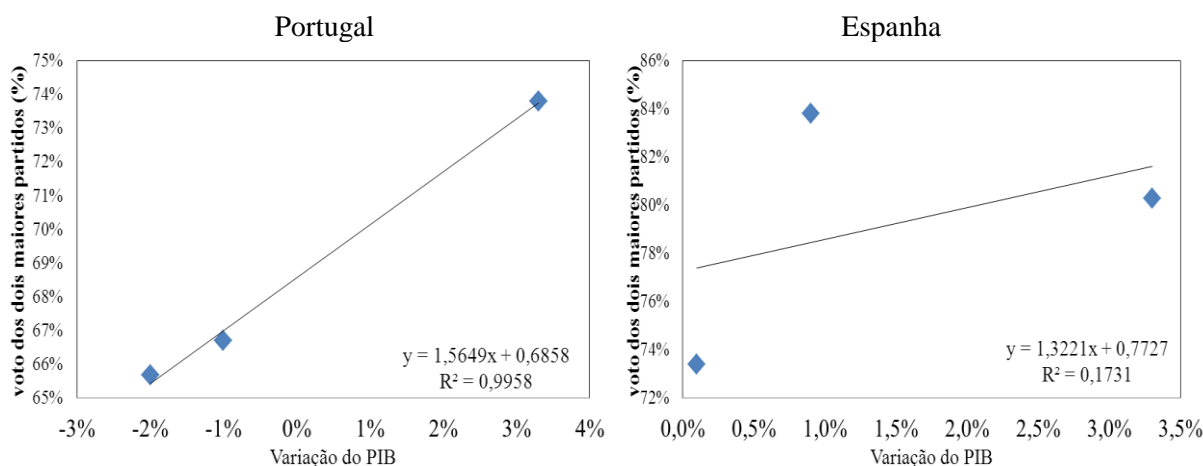 Portugal
voto dos dois maiores partidos (%)
75%
74%
73%
72%
71%
70%
69%
68%
67%
66%
65%
y = 1,5649x + 0,6858
R² = 0,9958
-3% -2% -1% 0% 1% 2% 3% 4%
Variação do PIB
Espanha
voto dos dois maiores partidos (%)
86%
84%
82%
80%
78%
76%
74%
72%
y = 1,3221x + 0,7727
R² = 0,1731
0,0% 0,5% 1,0% 1,5% 2,0% 2,5% 3,0% 3,5%
Variação do PIB